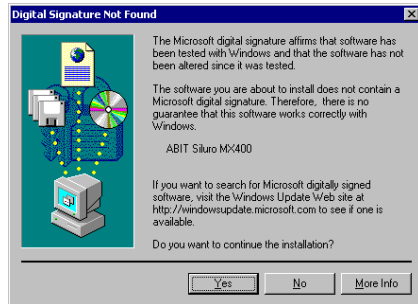 Digital Signature Not Found
The Microsoft digital signature affirms that software has
been tested with Windows and that the software has not
been altered since it was tested.
The software you are about to install does not contain a
Microsoft digital signature. Therefore, there is no
guarantee that this software works correctly with
Windows.
ABIT Siluro MX400
If you want to search for Microsoft digitally signed
software, visit the Windows Update Web site at
http://windowsupdate.microsoft.com to see if one is
available.
Do you want to continue the installation?
Yes No More Info